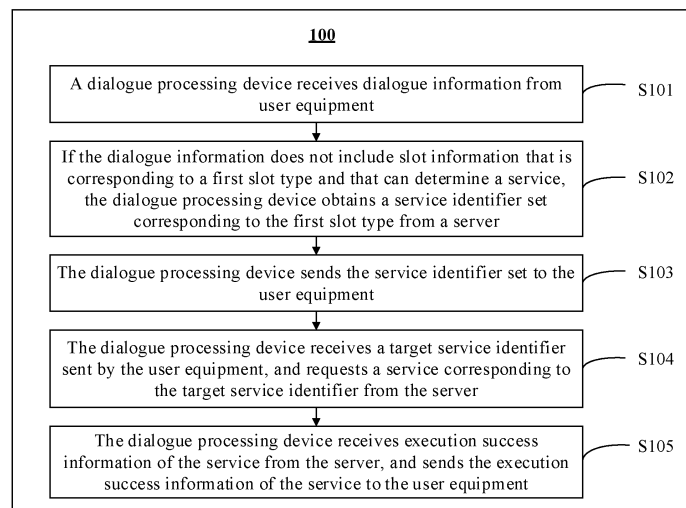 100
A dialogue processing device receives dialogue information from
user equipment
S101
If the dialogue information does not include slot information that is
corresponding to a first slot type and that can determine a service,
the dialogue processing device obtains a service identifier set
corresponding to the first slot type from a server
S102
The dialogue processing device sends the service identifier set to the
user equipment
S103
The dialogue processing device receives a target service identifier
sent by the user equipment, and requests a service corresponding to
the target service identifier from the server
S104
The dialogue processing device receives execution success
information of the service from the server, and sends the execution
success information of the service to the user equipment
S105